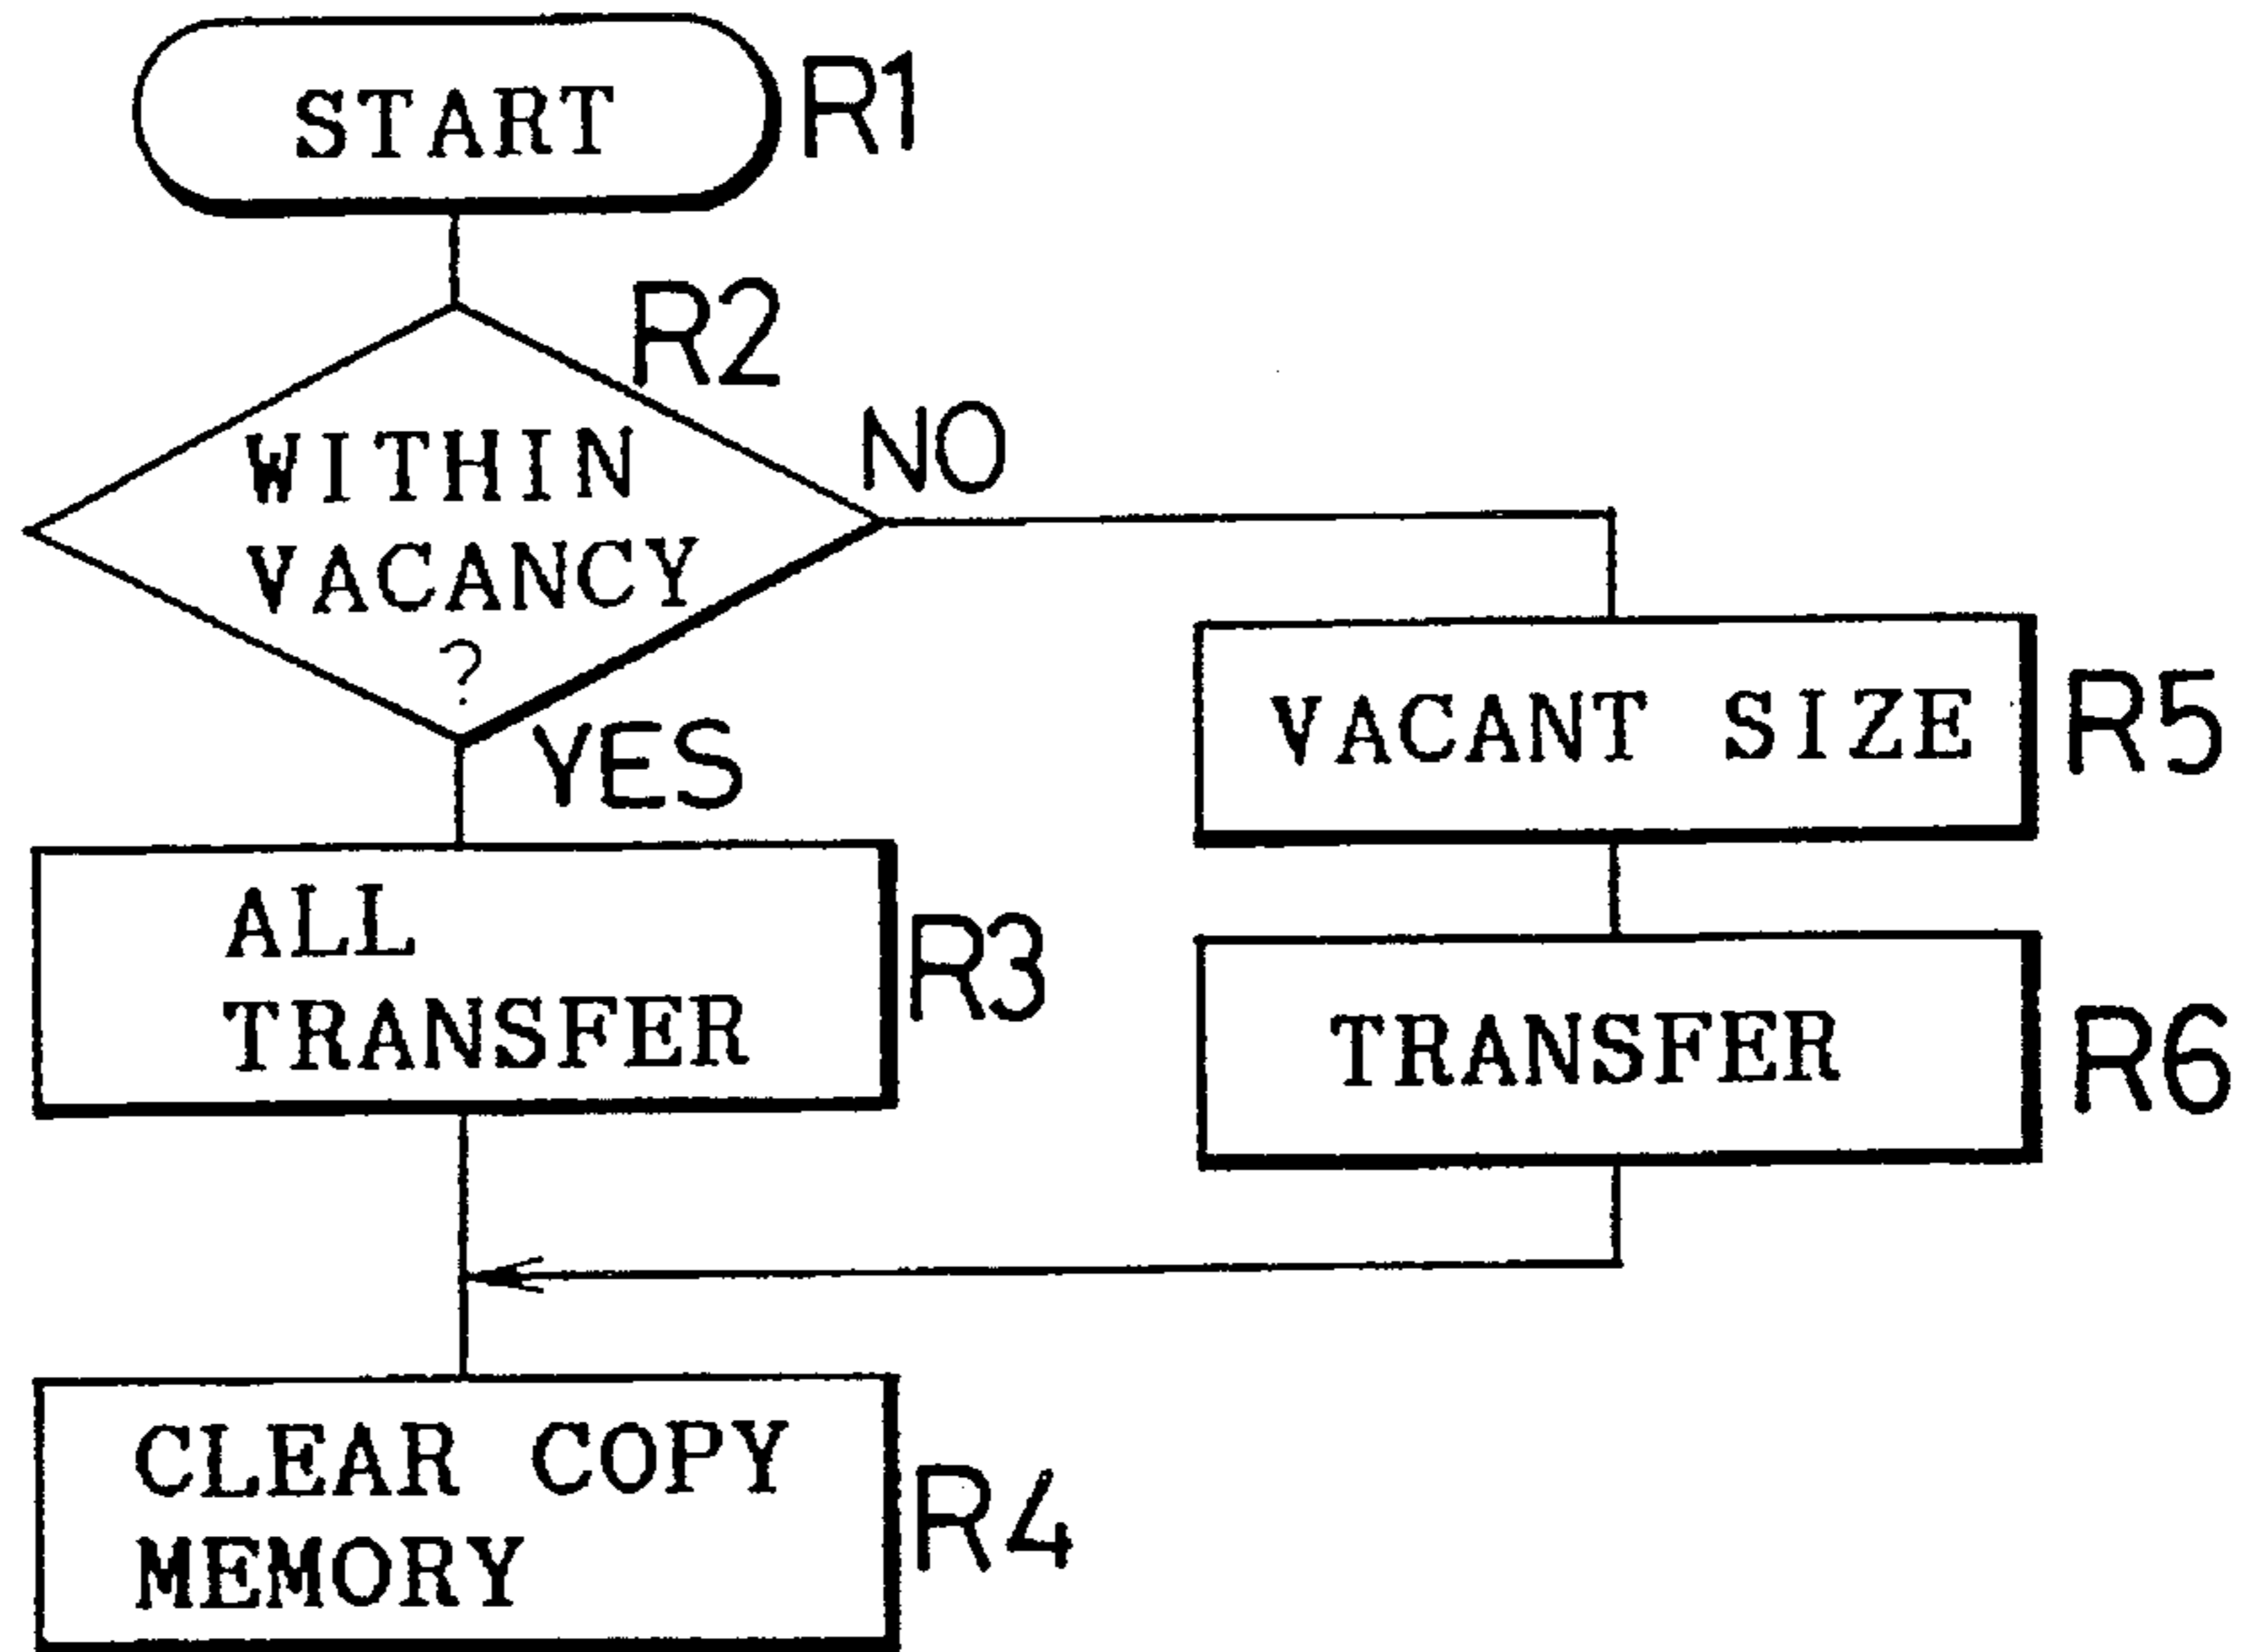 START
R1
R2
WITHIN
VACANCY
?
NO
YES
ALL
TRANSFER
R3
VACANT SIZE
R5
TRANSFER
R6
CLEAR COPY
MEMORY
R4